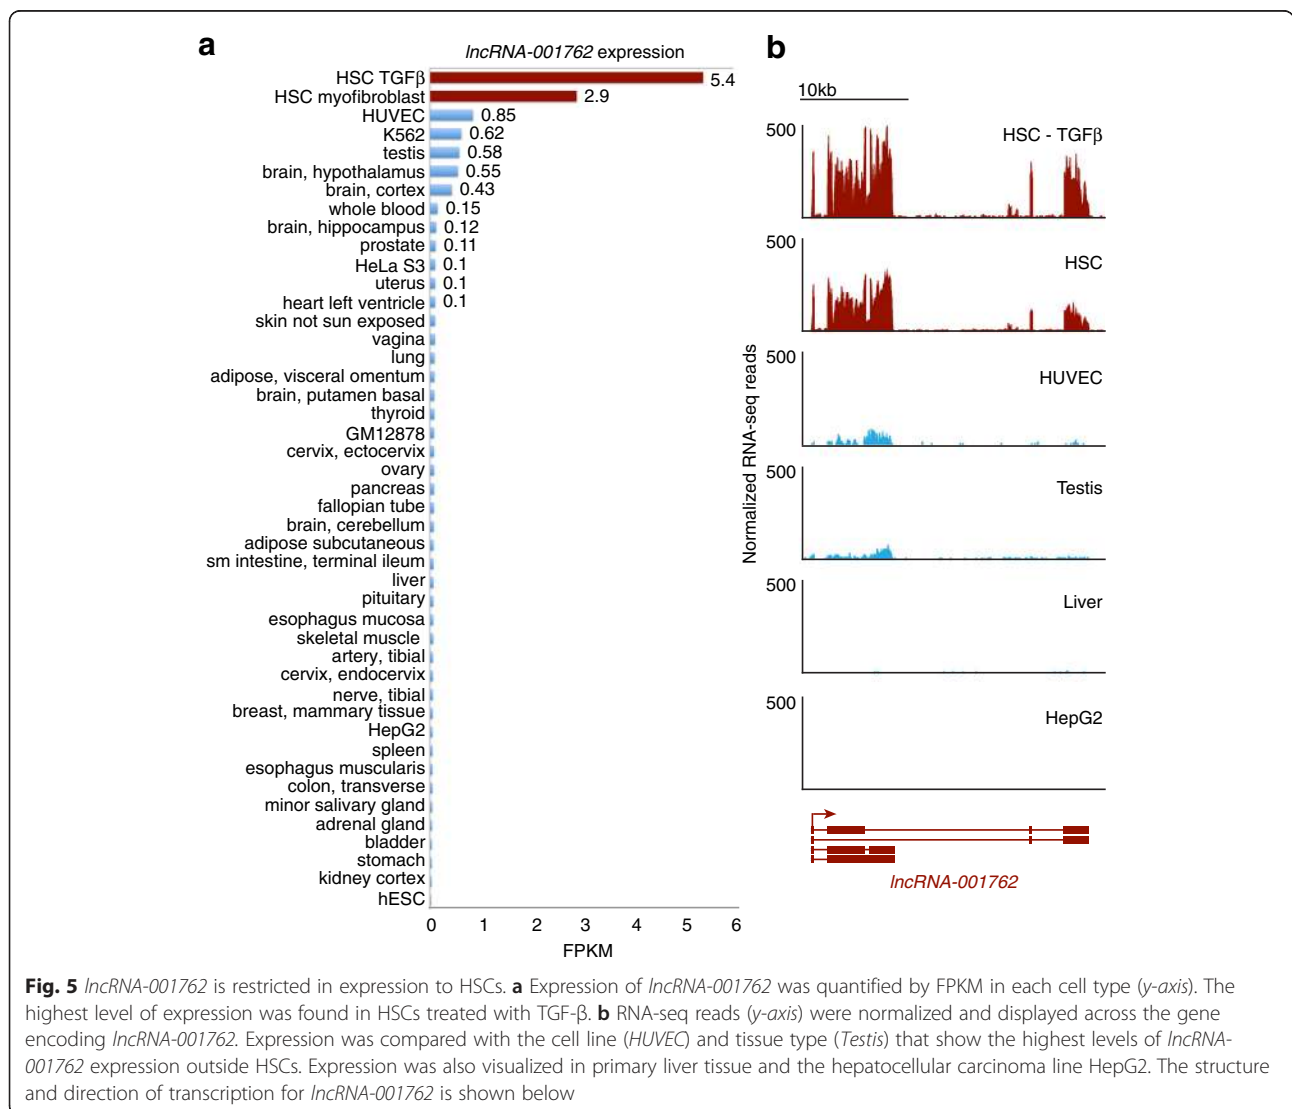 a
lncRNA-001762 expression
HSC TGFβ 5.4
HSC myofibroblast 2.9
HUVEC 0.85
K562 0.62
testis 0.58
brain, hypothalamus 0.55
brain, cortex 0.43
whole blood 0.15
brain, hippocampus 0.12
prostate 0.11
HeLa S3 0.1
uterus 0.1
heart left ventricle 0.1
skin not sun exposed
vagina
lung
adipose, visceral omentum
brain, putamen basal
thyroid
GM12878
cervix, ectocervix
ovary
pancreas
fallopian tube
brain, cerebellum
adipose subcutaneous
sm intestine, terminal ileum
liver
pituitary
esophagus mucosa
skeletal muscle
artery, tibial
cervix, endocervix
nerve, tibial
breast, mammary tissue
HepG2
spleen
esophagus muscularis
colon, transverse
minor salivary gland
adrenal gland
bladder
stomach
kidney cortex
hESC
0 1 2 3 4 5 6
FPKM
b
10kb
Normalized RNA-seq reads
500 HSC - TGFβ
500 HSC
500 HUVEC
500 Testis
500 Liver
500 HepG2
lncRNA-001762
Fig. 5 lncRNA-001762 is restricted in expression to HSCs. a Expression of lncRNA-001762 was quantified by FPKM in each cell type (y-axis). The
highest level of expression was found in HSCs treated with TGF-β. b RNA-seq reads (y-axis) were normalized and displayed across the gene
encoding lncRNA-001762. Expression was compared with the cell line (HUVEC) and tissue type (Testis) that show the highest levels of lncRNA-
001762 expression outside HSCs. Expression was also visualized in primary liver tissue and the hepatocellular carcinoma line HepG2. The structure
and direction of transcription for lncRNA-001762 is shown below